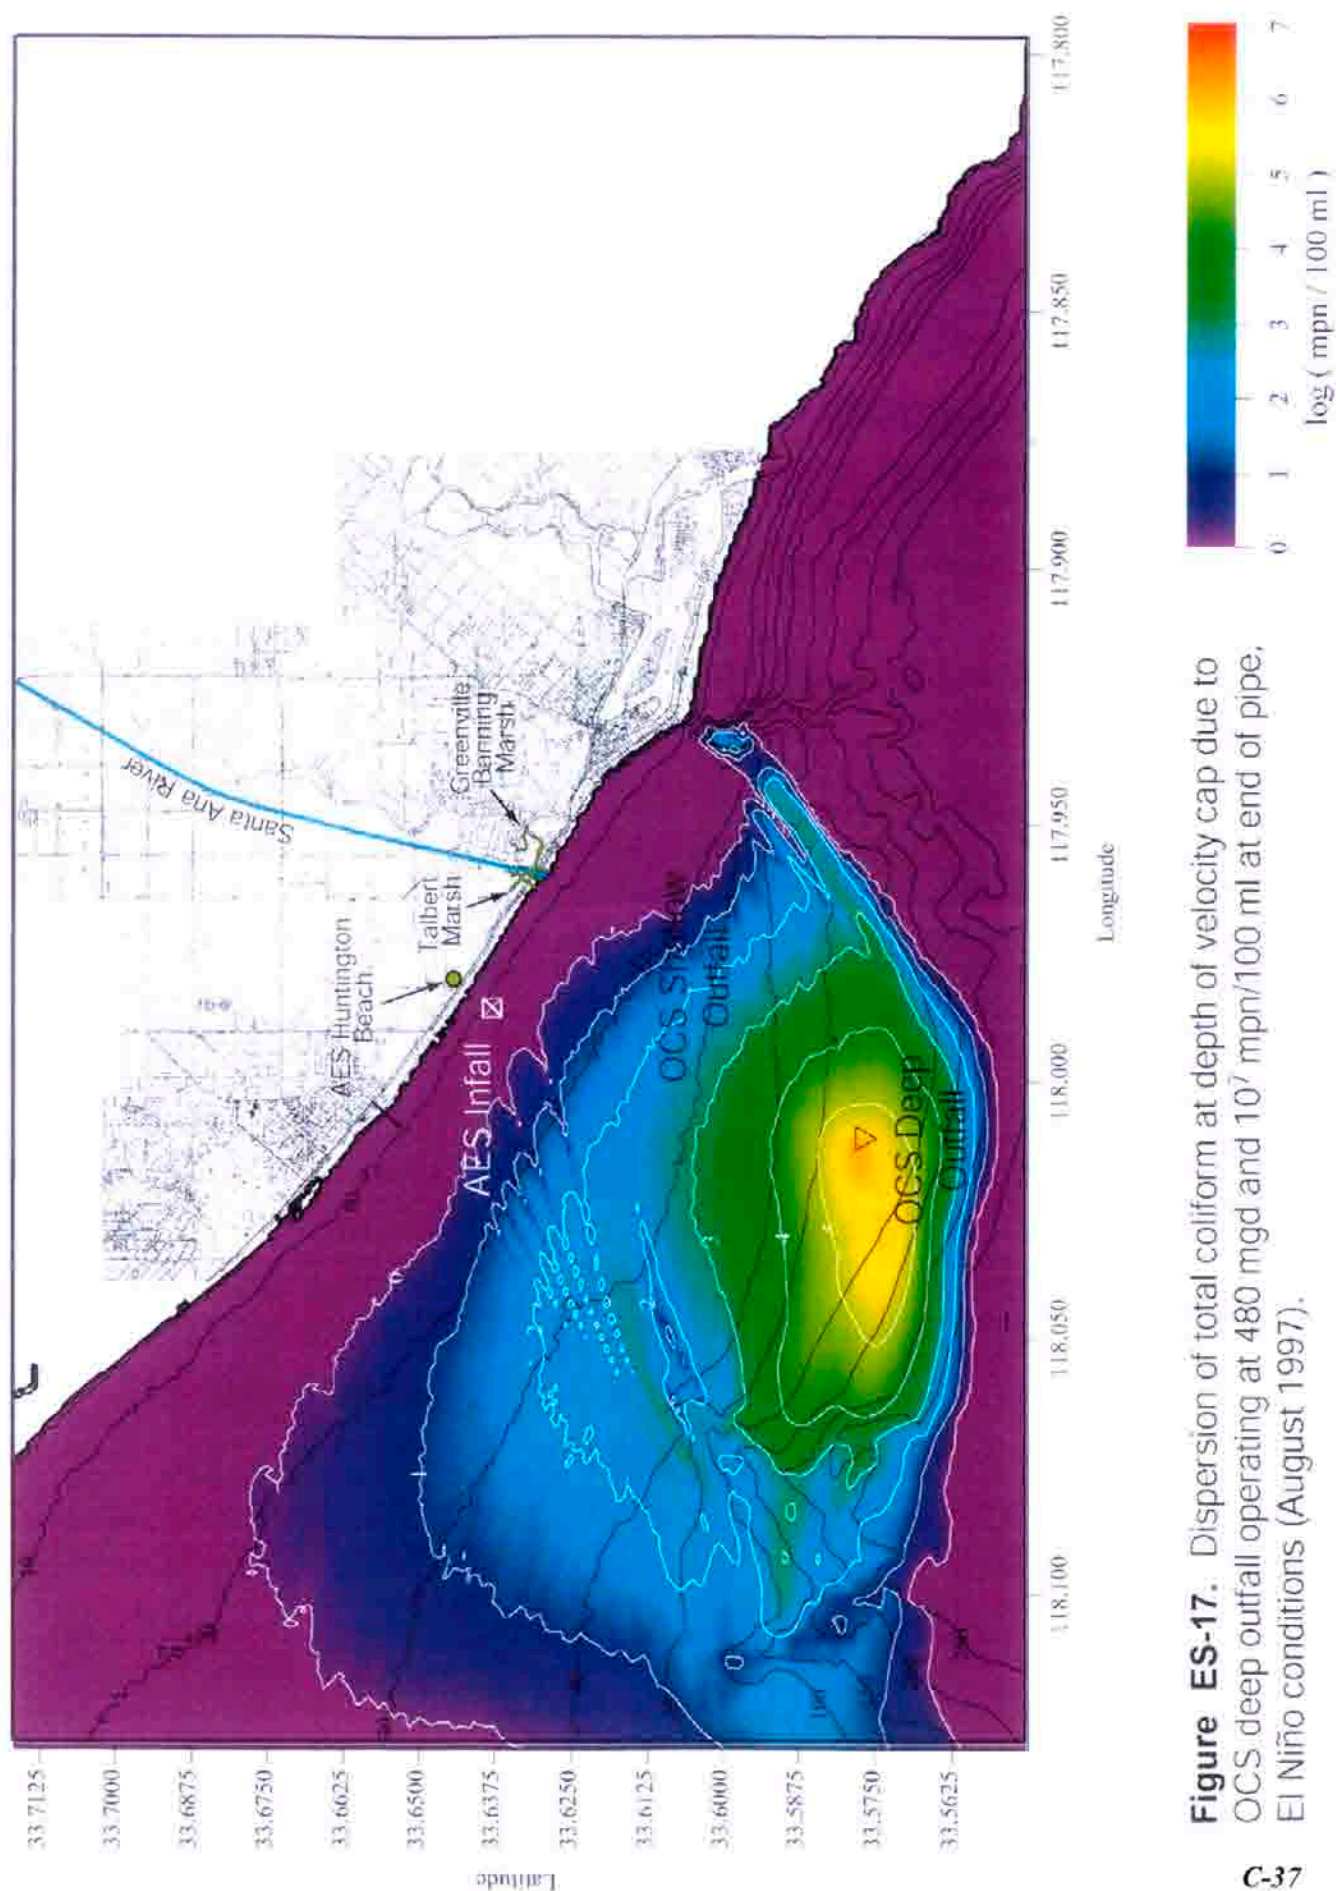 33.7125
33.7000
33.6875
33.6750
33.6625
33.6500
33.6375
33.6250
33.6125
33.6000
33.5875
33.5750
33.5625
Latitude
Santa Ana River
AES Huntington
Beach
Talbert
Marsh
Greenville
Banning
Marsh
AES Infall
OCS Shallow
Outfall
OCS Deep
Outfall
118.100
118.050
118.000
117.950
117.900
117.850
117.800
Longitude
0 1 2 3 4 5 6 7
log ( mpn / 100 ml )
Figure ES-17. Dispersion of total coliform at depth of velocity cap due to
OCS deep outfall operating at 480 mgd and 10⁷ mpn/100 ml at end of pipe,
El Niño conditions (August 1997).
C-37